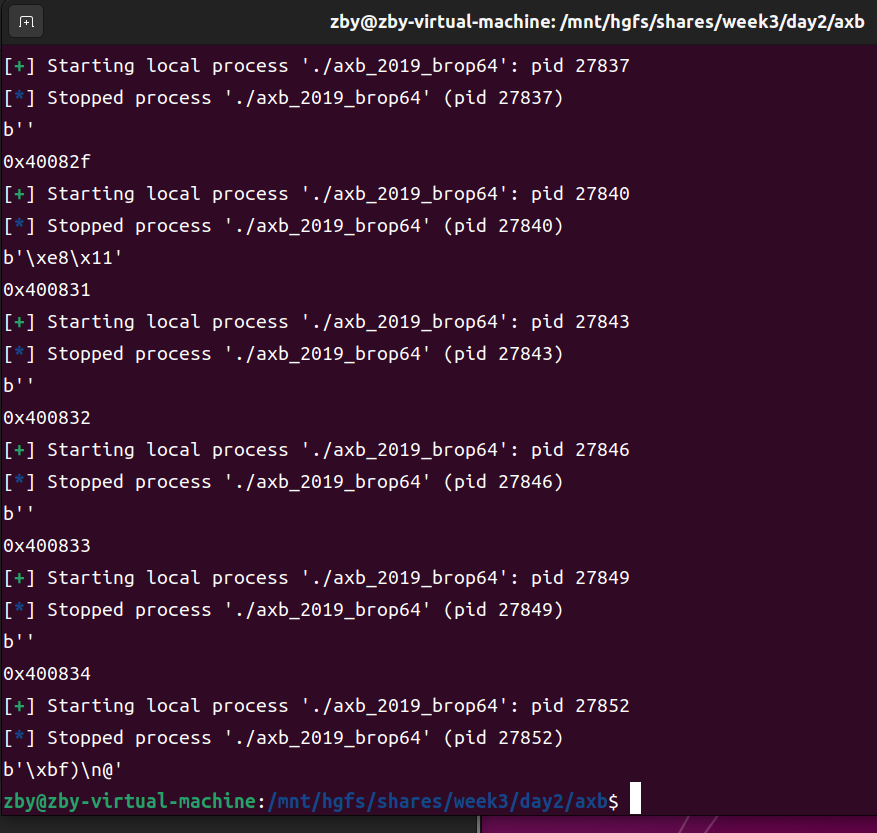 zby@zby-virtual-machine: /mnt/hgfs/shares/week3/day2/axb
[+] Starting local process './axb_2019_brop64': pid 27837
[*] Stopped process './axb_2019_brop64' (pid 27837)
b''
0x40082f
[+] Starting local process './axb_2019_brop64': pid 27840
[*] Stopped process './axb_2019_brop64' (pid 27840)
b'\xe8\x11'
0x400831
[+] Starting local process './axb_2019_brop64': pid 27843
[*] Stopped process './axb_2019_brop64' (pid 27843)
b''
0x400832
[+] Starting local process './axb_2019_brop64': pid 27846
[*] Stopped process './axb_2019_brop64' (pid 27846)
b''
0x400833
[+] Starting local process './axb_2019_brop64': pid 27849
[*] Stopped process './axb_2019_brop64' (pid 27849)
b''
0x400834
[+] Starting local process './axb_2019_brop64': pid 27852
[*] Stopped process './axb_2019_brop64' (pid 27852)
b'\xbf)\n@'
zby@zby-virtual-machine:/mnt/hgfs/shares/week3/day2/axb$